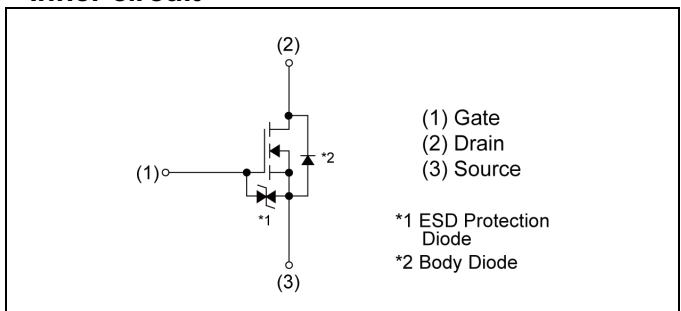 Inner circuit
(2)
(1)
*2
*1
(3)
(1) Gate
(2) Drain
(3) Source
*1 ESD Protection
Diode
*2 Body Diode